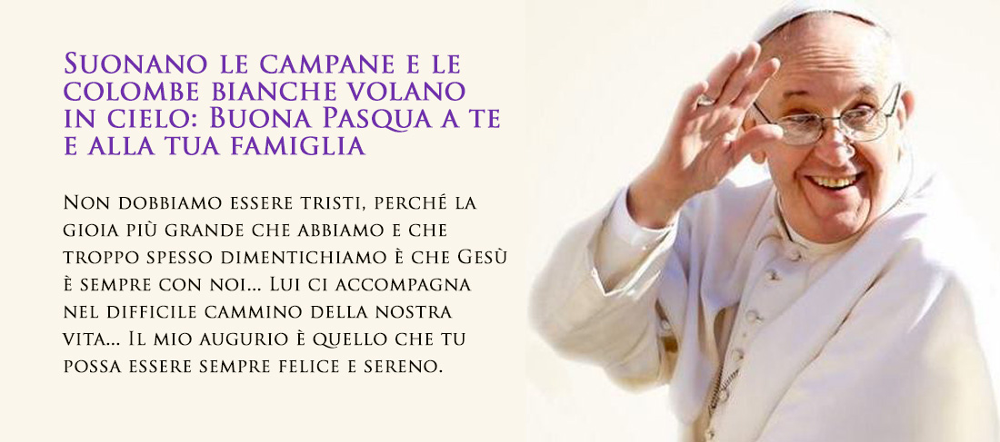 Suonano le campane e le
colombe bianche volano
in cielo: Buona Pasqua a te
e alla tua famiglia
Non dobbiamo essere tristi, perché la
gioia più grande che abbiamo e che
troppo spesso dimentichiamo è che Gesù
è sempre con noi... Lui ci accompagna
nel difficile cammino della nostra
vita... Il mio augurio è quello che tu
possa essere sempre felice e sereno.